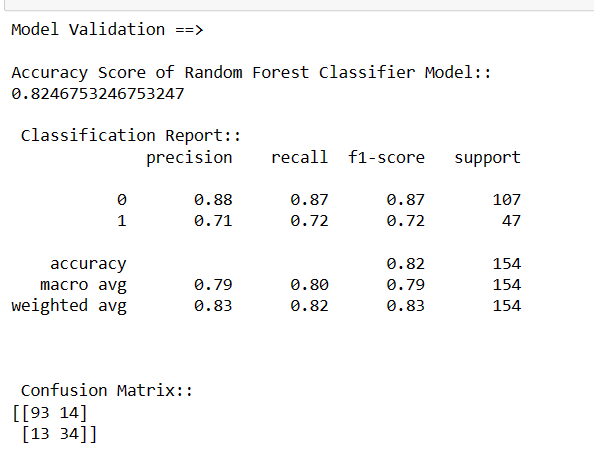 Model Validation ==>
Accuracy Score of Random Forest Classifier Model::
0.8246753246753247
Classification Report::
precision recall f1-score support
0 0.88 0.87 0.87 107
1 0.71 0.72 0.72 47
accuracy 0.82 154
macro avg 0.79 0.80 0.79 154
weighted avg 0.83 0.82 0.83 154
Confusion Matrix::
[[93 14]
[13 34]]